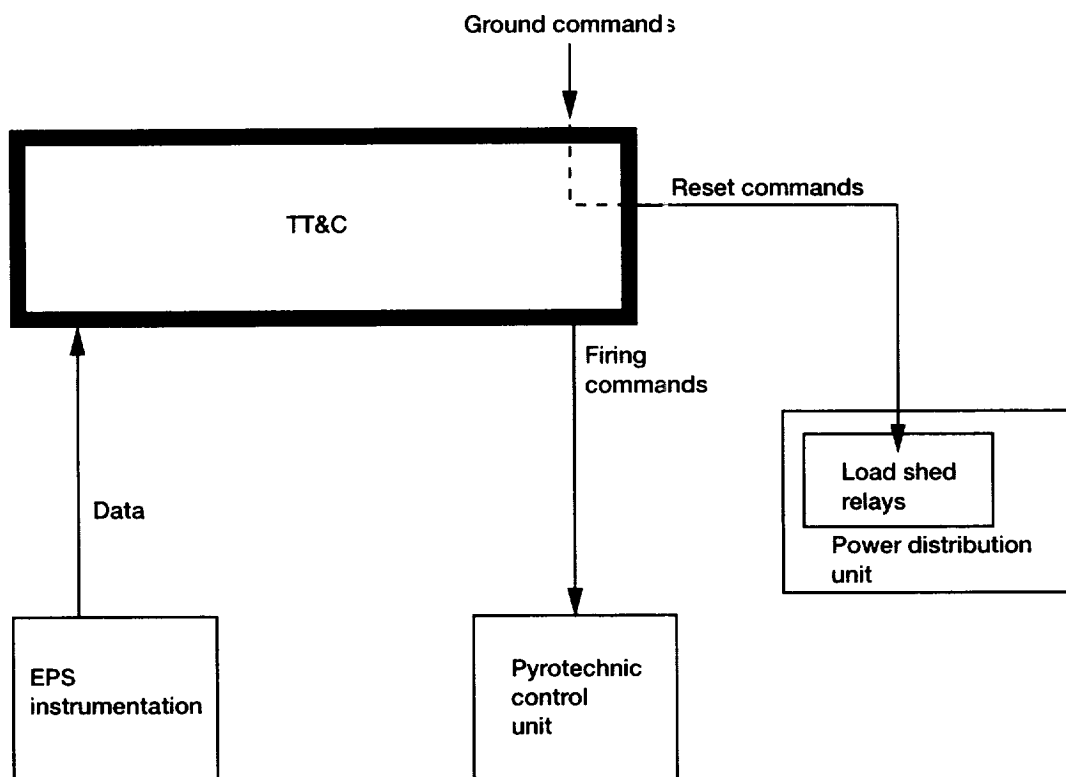 Ground commands
TT&C
Reset commands
Firing
commands
Data
Load shed
relays
Power distribution
unit
EPS
instrumentation
Pyrotechnic
control
unit